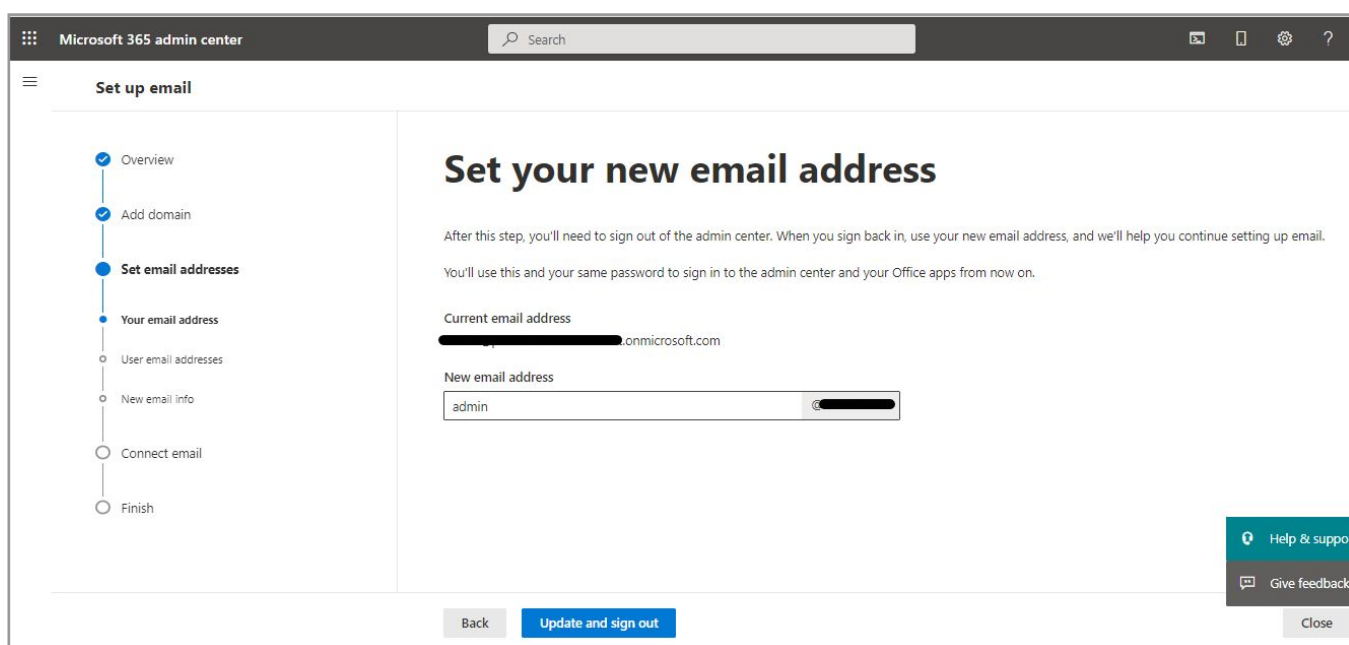 Microsoft 365 admin center
Search
?
Set up email
Overview
Add domain
Set email addresses
Your email address
User email addresses
New email info
Connect email
Finish
Set your new email address
After this step, you'll need to sign out of the admin center. When you sign back in, use your new email address, and we'll help you continue setting up email.
You'll use this and your same password to sign in to the admin center and your Office apps from now on.
Current email address
.onmicrosoft.com
New email address
admin @
Help & suppo
Give feedback
Back Update and sign out Close